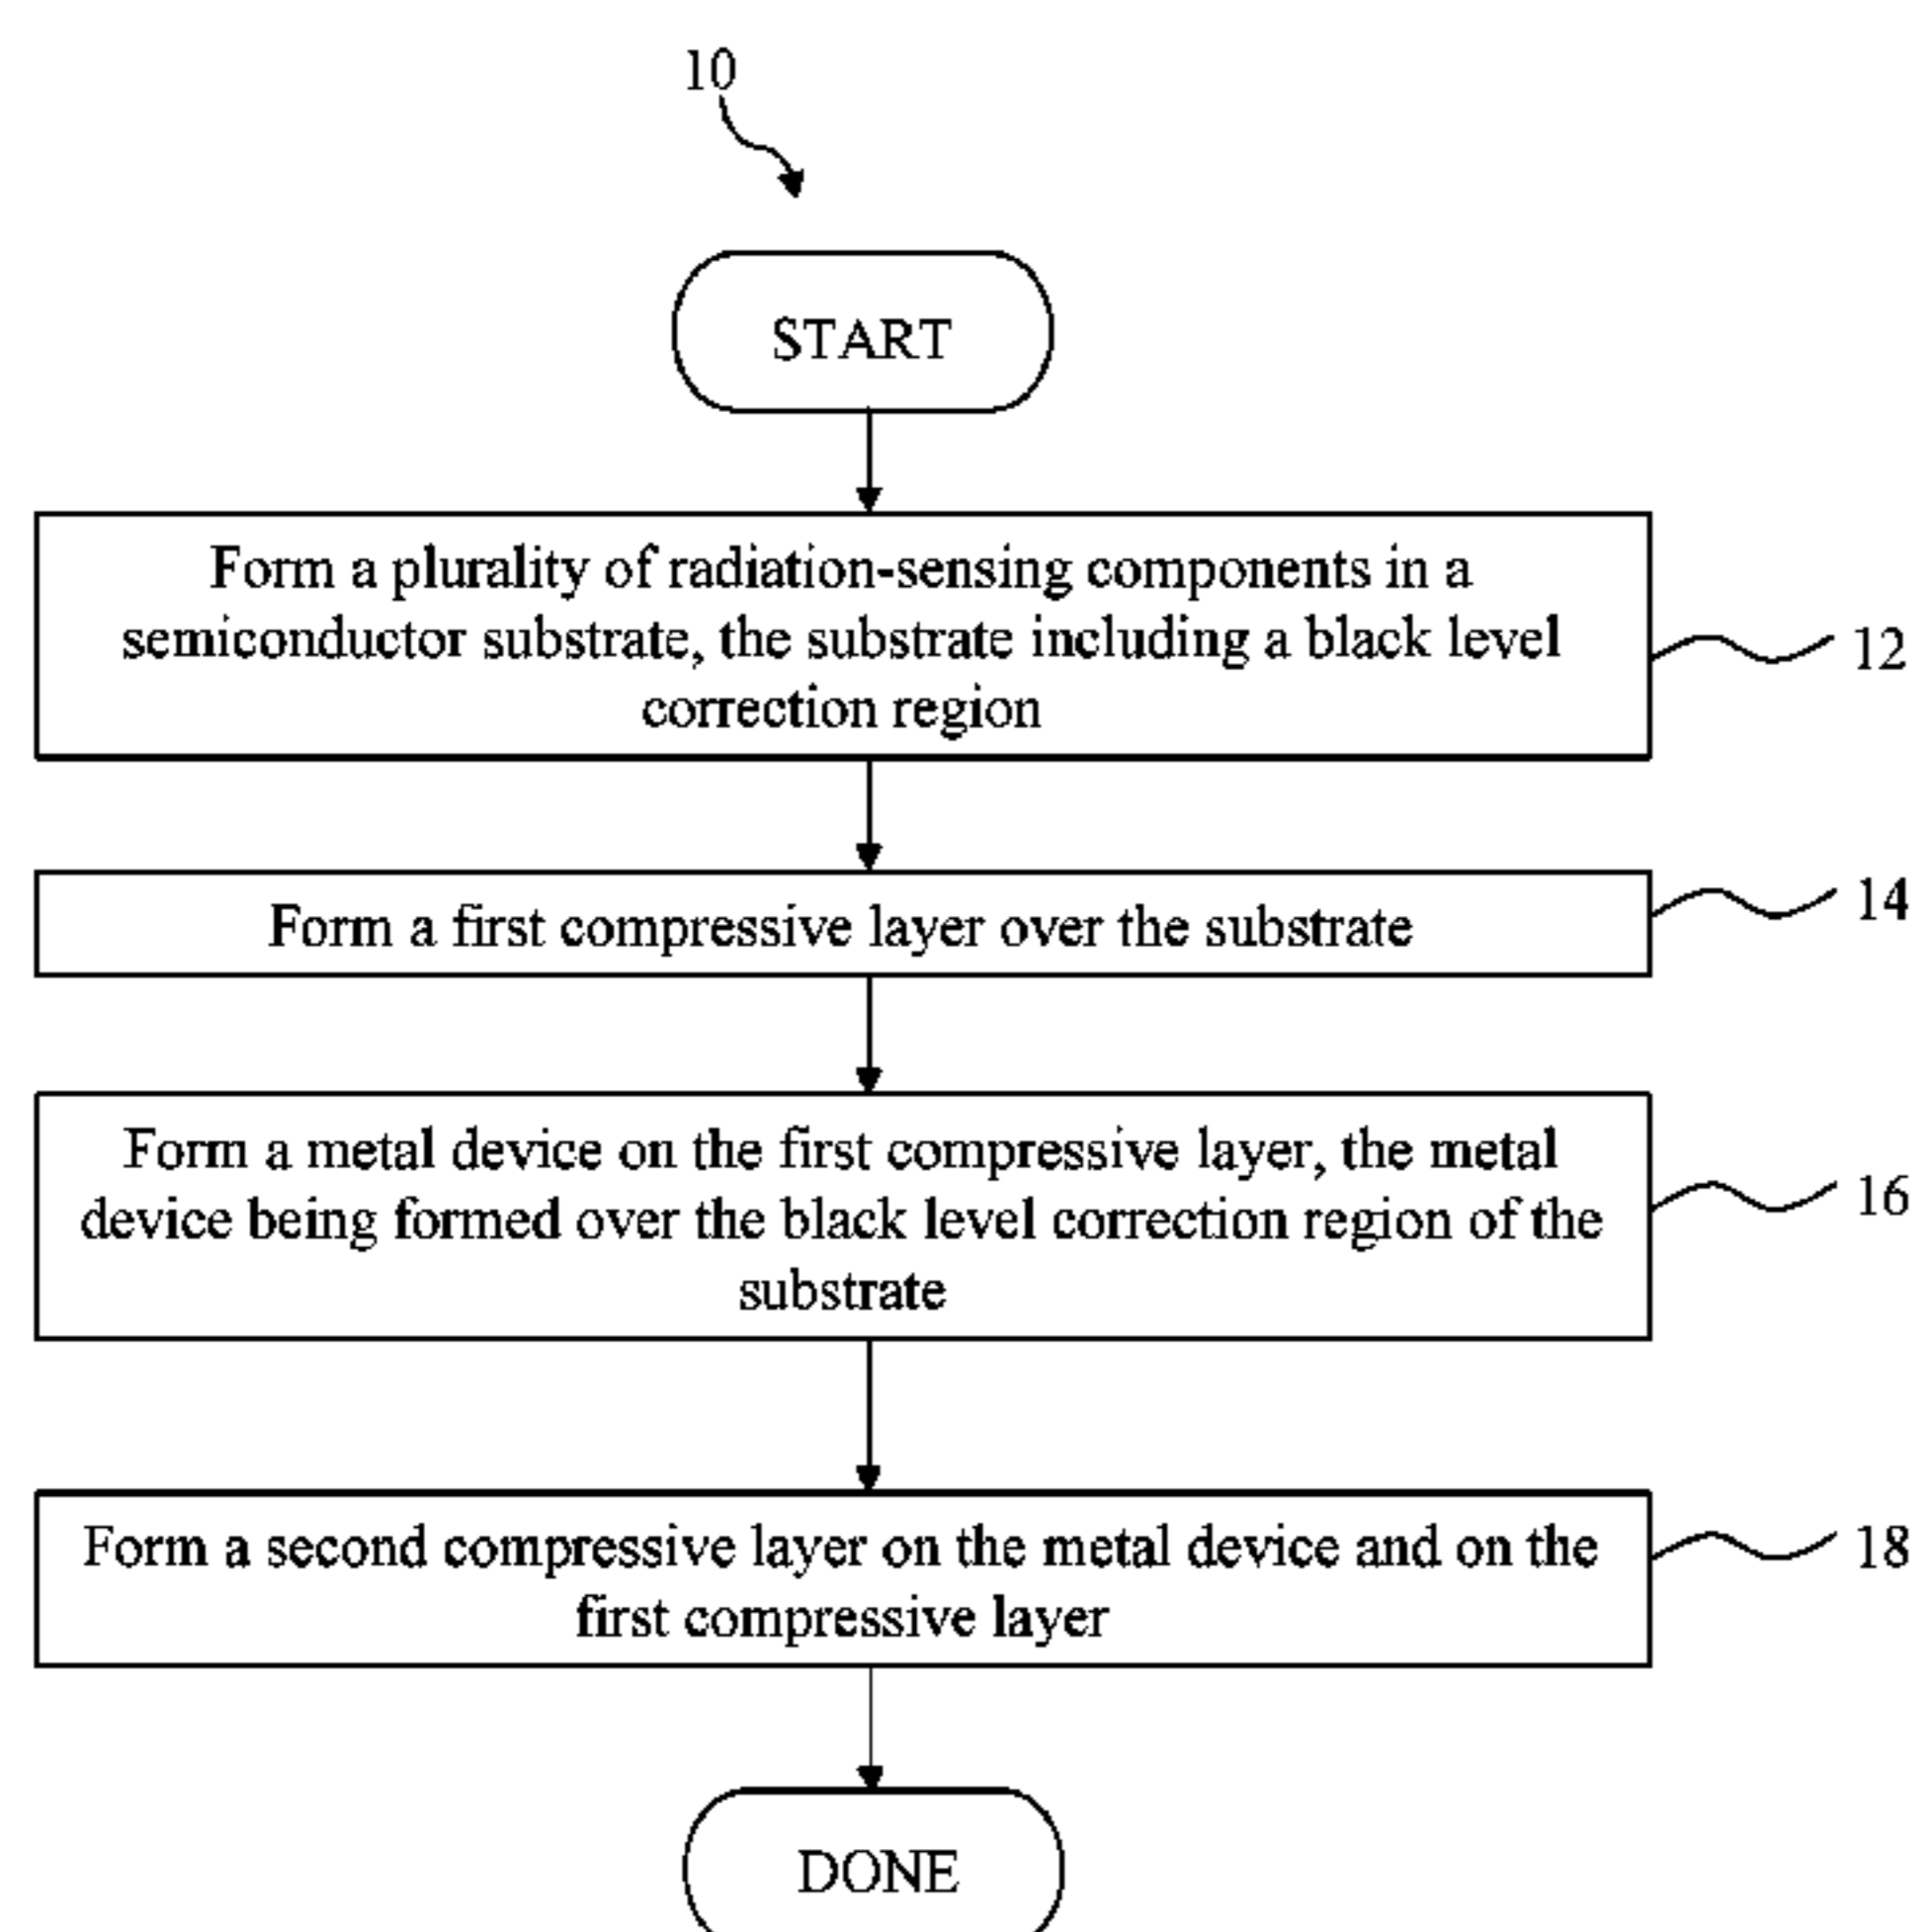 10
START
Form a plurality of radiation-sensing components in a
semiconductor substrate, the substrate including a black level
correction region
12
Form a first compressive layer over the substrate
14
Form a metal device on the first compressive layer, the metal
device being formed over the black level correction region of the
substrate
16
Form a second compressive layer on the metal device and on the
first compressive layer
18
DONE